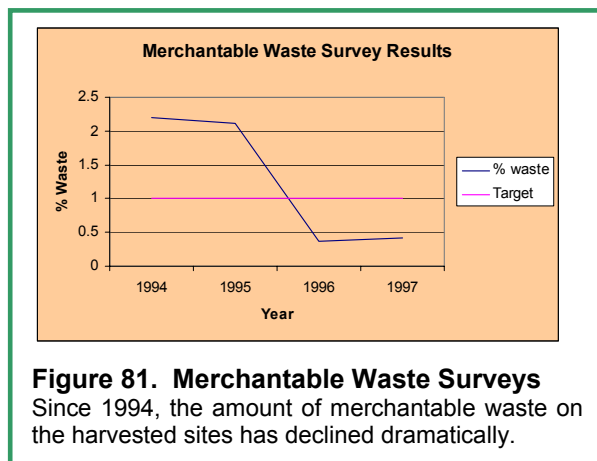 Merchantable Waste Survey Results
2.5
2
1.5
1
0.5
0
% Waste
1994 1995 1996 1997
Year
% waste
Target
Figure 81. Merchantable Waste Surveys
Since 1994, the amount of merchantable waste on
the harvested sites has declined dramatically.